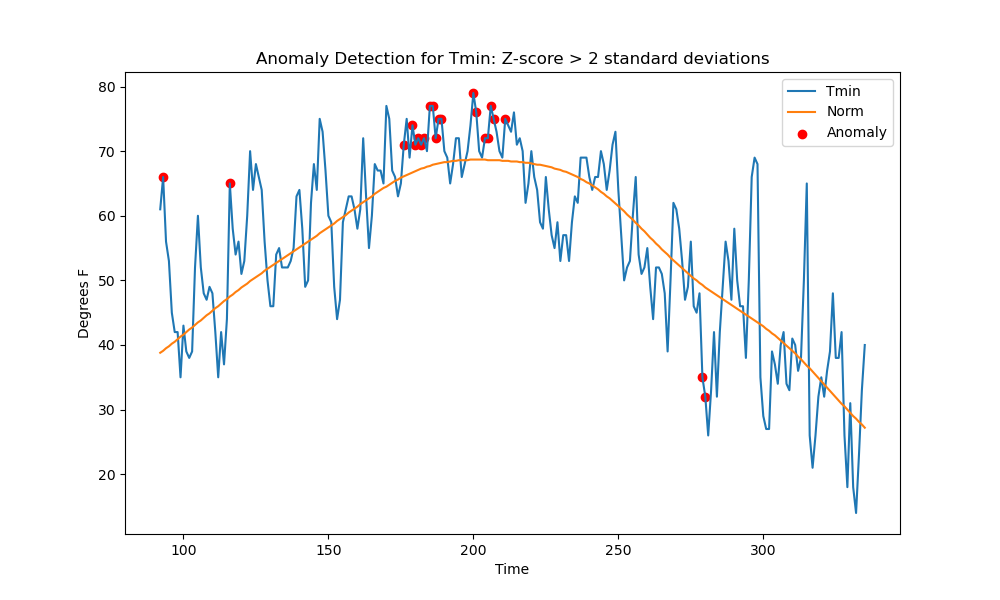 Anomaly Detection for Tmin: Z-score > 2 standard deviations
Tmin
Norm
Anomaly
Degrees F
80
70
60
50
40
30
20
100 150 200 250 300
Time